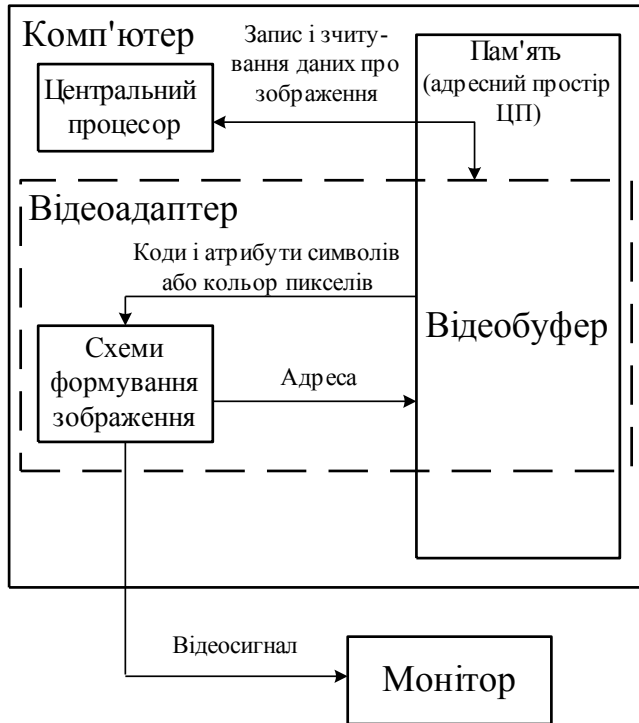 Комп'ютер
Запис і зчиту-
вання даних про
зображення
Пам'ять
(адресний простір
ЦП)
Центральний
процесор
Відеоадаптер
Коди і атрибути символів
або кольор пикселів
Відеобуфер
Схеми
формування
зображення
Адреса
Відеосигнал
Монітор